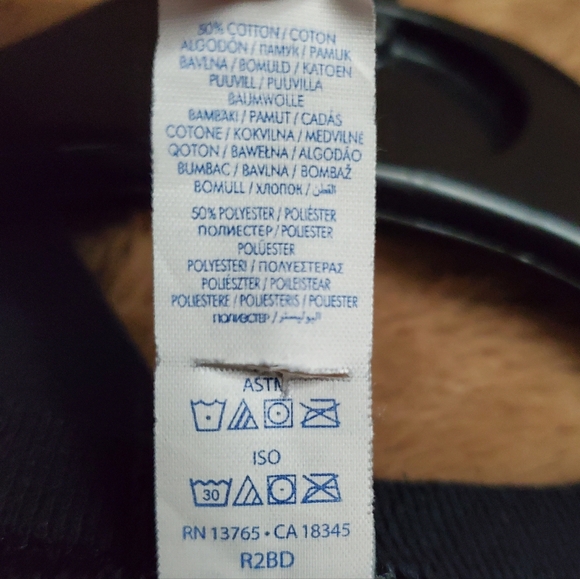 50% COTTON / COTON
ALGODÓN / ПАМУК / PAMUK
BAVLNA / BOMULD / KATOEN
PUUVILL / PUUVILLA
BAUMWOLLE
BAMBAKI / PAMUT / CADÁS
COTONE / KOKVILNA / MEDVILNĖ
QOTON / BAWEŁNA / ALGODÃO
BUMBAC / BAVLNA / BOMBAŽ
BOMULL / ХЛОПОК / القطن
50% POLYESTER / POLIÉSTER
ПОЛИЕСТЕР / POLIESTER
POLÜESTER
POLYESTERI / ΠΟΛΥΕΣΤΕΡΑΣ
POLIÉSZTER / POILEISTEAR
POLIESTERE / POLIESTERIS / POLIESTER
ПОЛИЭСТЕР / البوليستر
ASTM
ISO
30
RN 13765 • CA 18345
R2BD